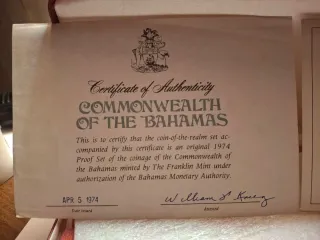 Certificate of Authenticity
COMMONWEALTH
OF THE BAHAMAS
This is to certify that the coin-of-the-realm set ac-
companied by this certificate is an original 1974
Proof Set of the coinage of the Commonwealth of
the Bahamas minted by The Franklin Mint under
authorization of the Bahamas Monetary Authority.
APR. 5 1974